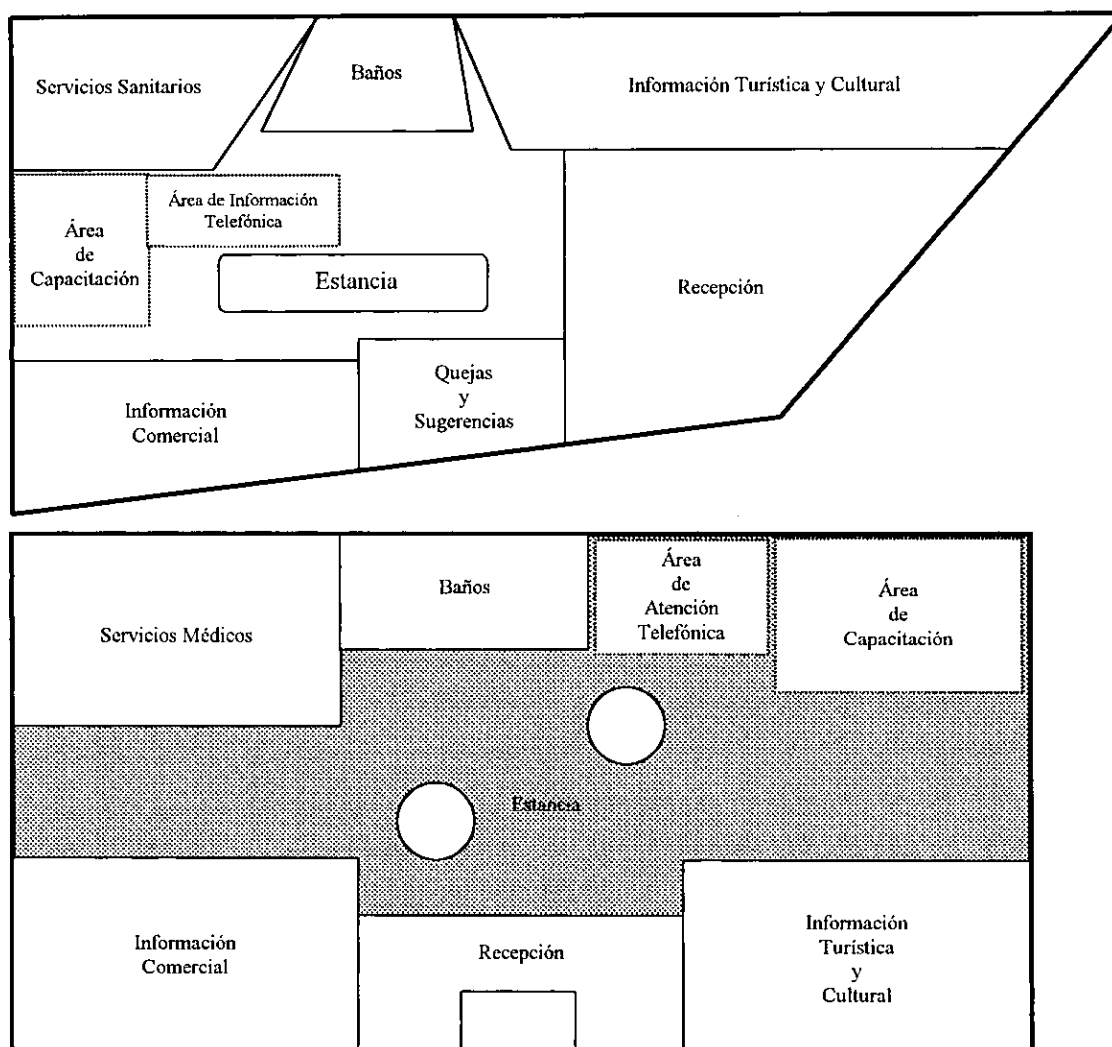 Servicios Sanitarios
Baños
Información Turística y Cultural
Área de Información
Telefónica
Área
de
Capacitación
Estancia
Recepción
Información
Comercial
Quejas
y
Sugerencias
Servicios Médicos
Baños
Área
de
Atención
Telefónica
Área
de
Capacitación
Estancia
Información
Comercial
Recepción
Información
Turística
y
Cultural